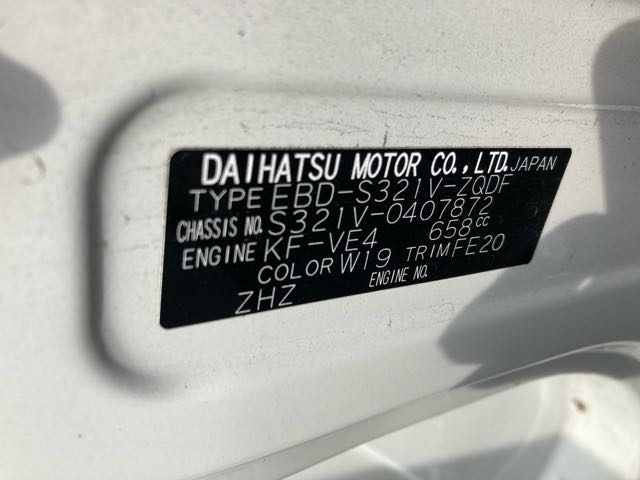 DAIHATSU MOTOR CO.,LTD. JAPAN
TYPE EBD-S321V-ZQDF
CHASSIS NO. S321V-0407872
ENGINE KF-VE4 658CC
COLOR W19 TRIM FE20
ZHZ ENGINE NO.